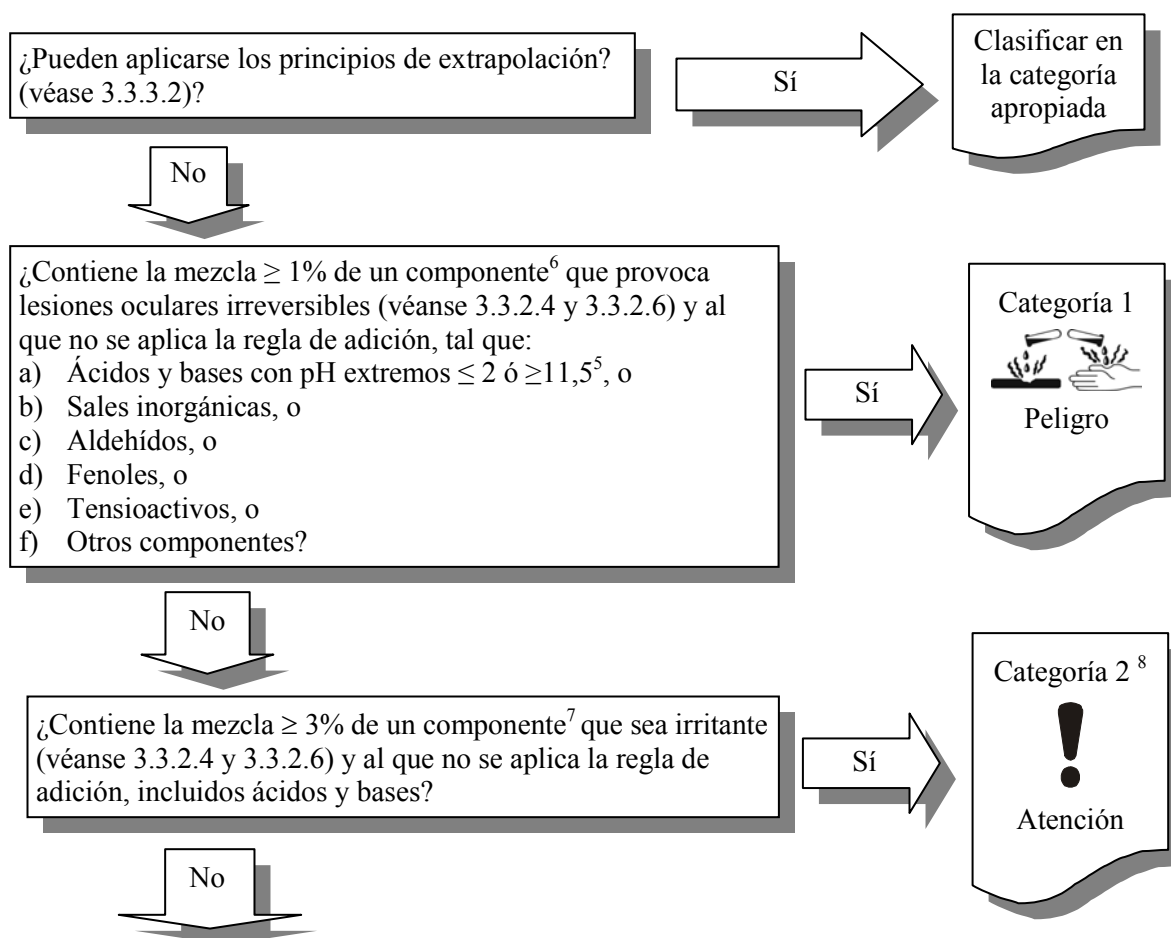 ¿Pueden aplicarse los principios de extrapolación?
(véase 3.3.3.2)?
Sí
Clasificar en
la categoría
apropiada
No
¿Contiene la mezcla ≥ 1% de un componente⁶ que provoca
lesiones oculares irreversibles (véanse 3.3.2.4 y 3.3.2.6) y al
que no se aplica la regla de adición, tal que:
a) Ácidos y bases con pH extremos ≤ 2 ó ≥11,5⁵, o
b) Sales inorgánicas, o
c) Aldehídos, o
d) Fenoles, o
e) Tensioactivos, o
f) Otros componentes?
Sí
Categoría 1
Peligro
No
¿Contiene la mezcla ≥ 3% de un componente⁷ que sea irritante
(véanse 3.3.2.4 y 3.3.2.6) y al que no se aplica la regla de
adición, incluidos ácidos y bases?
Sí
Categoría 2 ⁸
Atención
No